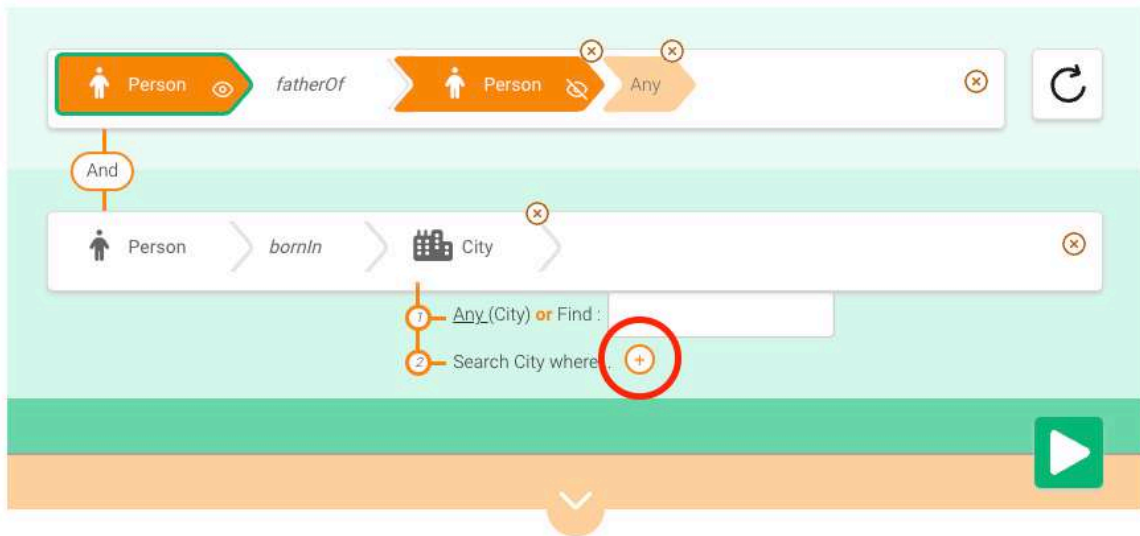 Person fatherOf Person Any
And
Person bornIn City
1 Any (City) or Find :
2 Search City where..